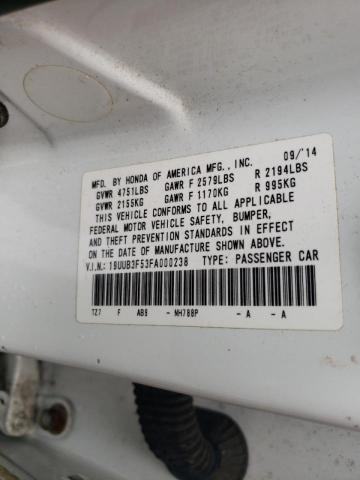 MFD. BY HONDA OF AMERICA MFG., INC. 09/'14
GVWR 4751LBS GAWR F 2579LBS R 2194LBS
GVWR 2155KG GAWR F 1170KG R 995KG
THIS VEHICLE CONFORMS TO ALL APPLICABLE
FEDERAL MOTOR VEHICLE SAFETY, BUMPER,
AND THEFT PREVENTION STANDARDS IN EFFECT
ON THE DATE OF MANUFACTURE SHOWN ABOVE.
V.I.N.: 19UUB3F53FA000238 TYPE: PASSENGER CAR
TZ7 F AB9 - NH788P - A - A